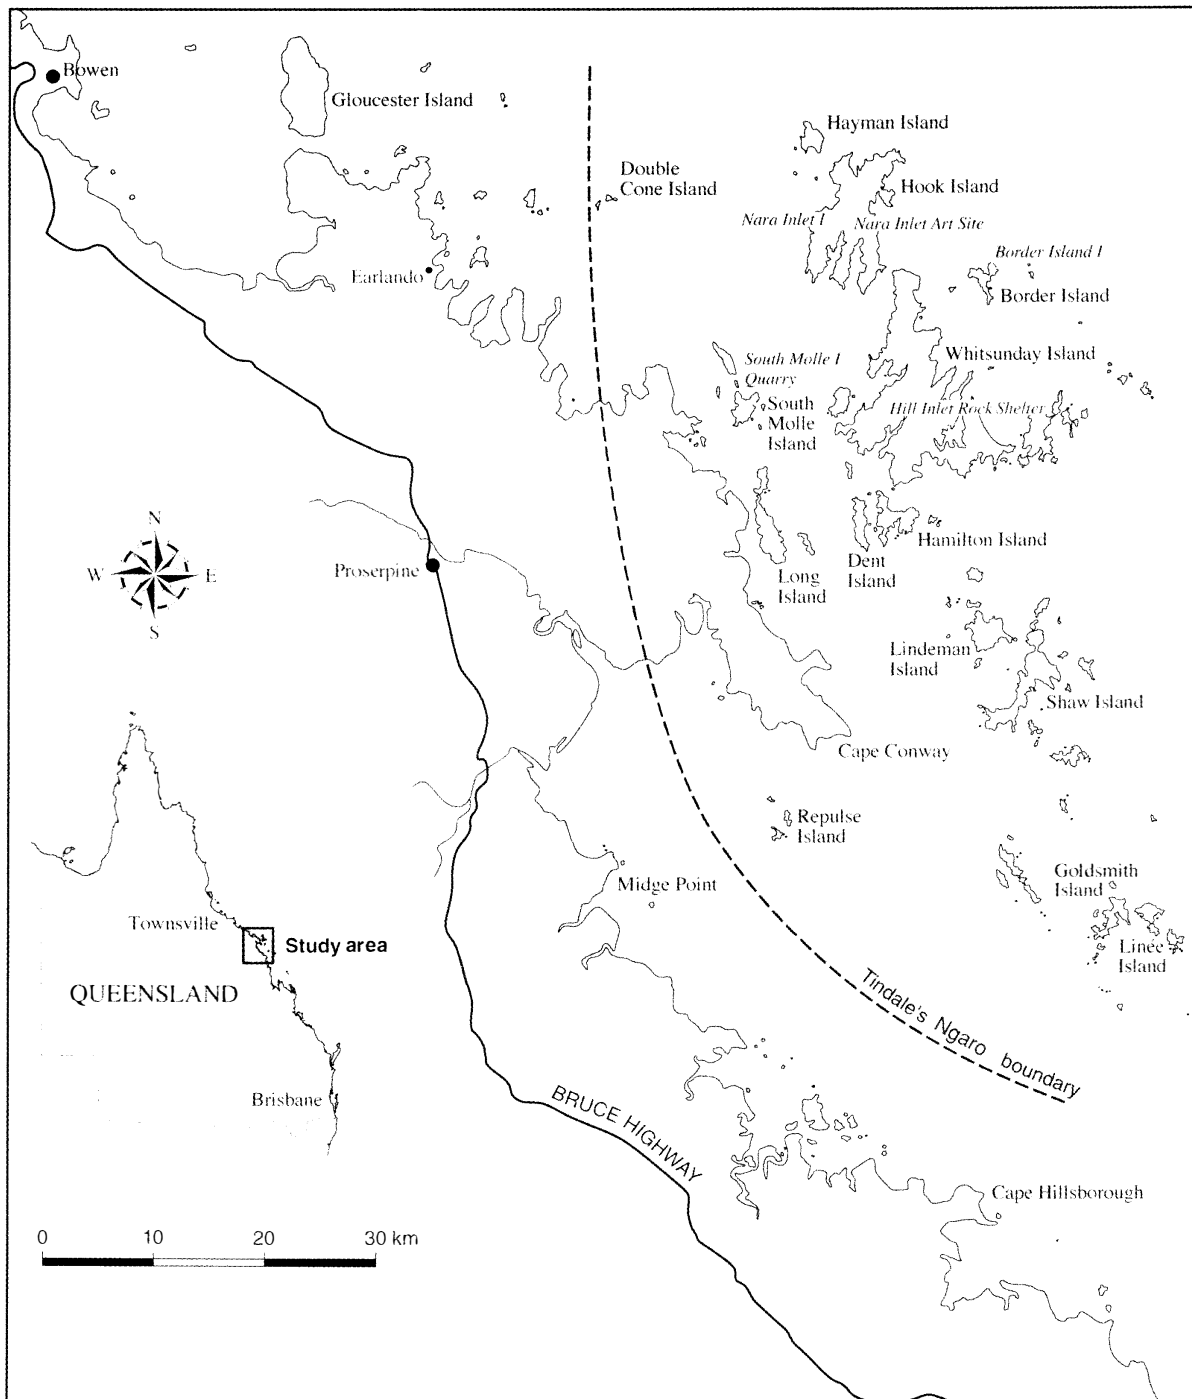 Bowen
Gloucester Island
Hayman Island
Double
Cone Island
Hook Island
Nara Inlet I
Nara Inlet Art Site
Border Island I
Earlando
Border Island
South Molle I
Quarry
Whitsunday Island
South
Molle
Island
Hill Inlet Rock Shelter
N
W
E
S
Proserpine
Long
Island
Dent
Island
Hamilton Island
Lindeman
Island
Shaw Island
Cape Conway
Repulse
Island
Midge Point
Goldsmith
Island
Linee
Island
Townsville
Study area
QUEENSLAND
Brisbane
Tindale's Ngaro boundary
BRUCE HIGHWAY
Cape Hillsborough
0 10 20 30 km